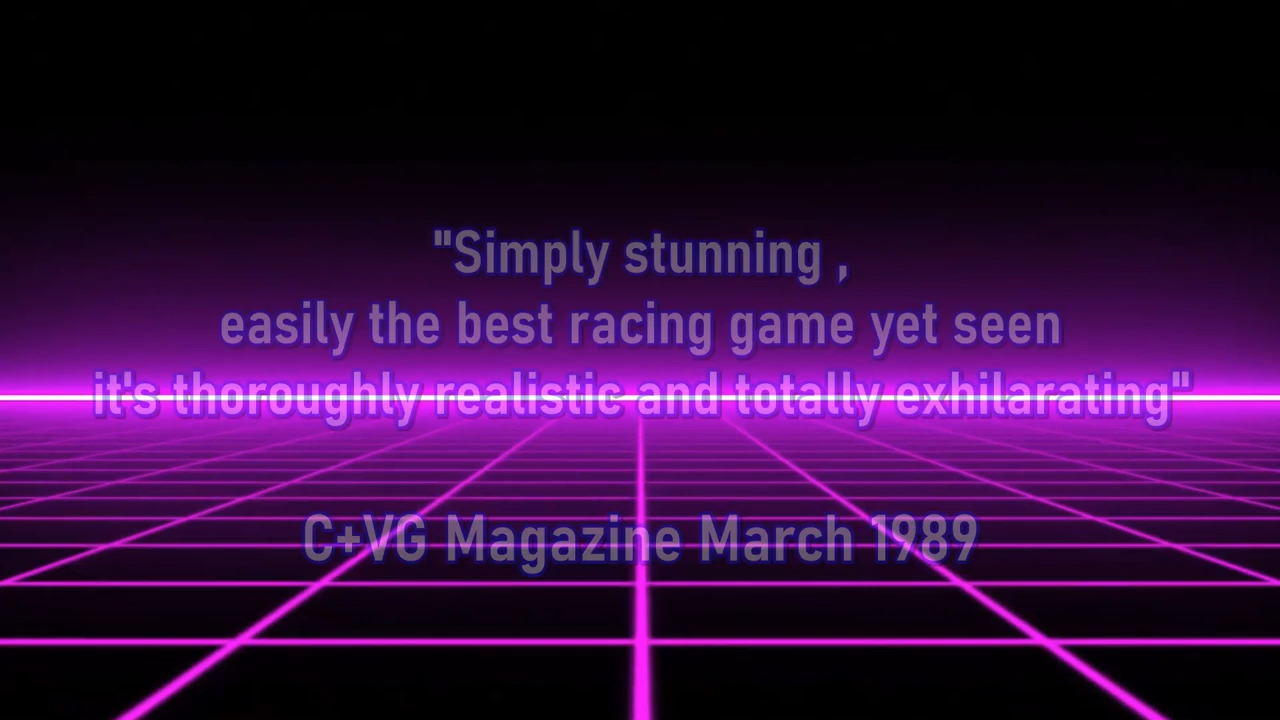 "Simply stunning ,
easily the best racing game yet seen
it's thoroughly realistic and totally exhilarating"
C+VG Magazine March 1989